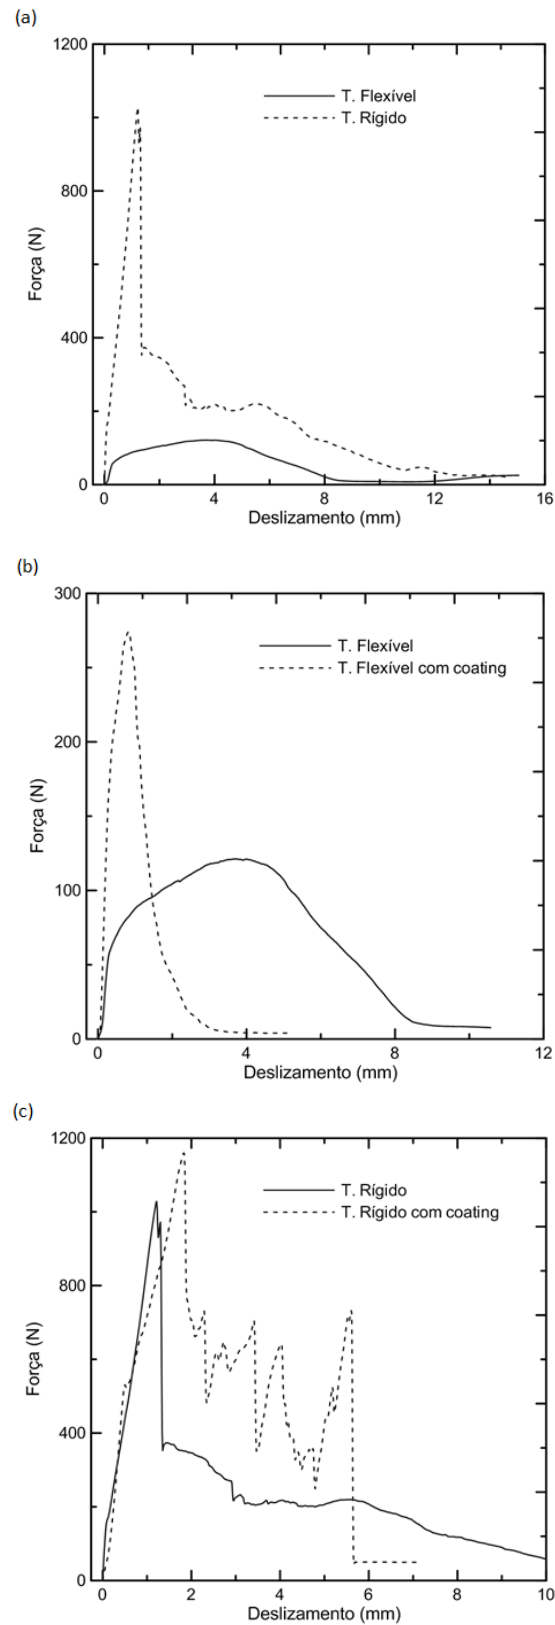 (a)
1200
T. Flexível
T. Rígido
800
Força (N)
400
0
0 4 8 12 16
Deslizamento (mm)
(b)
300
T. Flexível
T. Flexível com coating
200
Força (N)
100
0
0 4 8 12
Deslizamento (mm)
(c)
1200
T. Rígido
T. Rígido com coating
800
Força (N)
400
0
0 2 4 6 8 10
Deslizamento (mm)